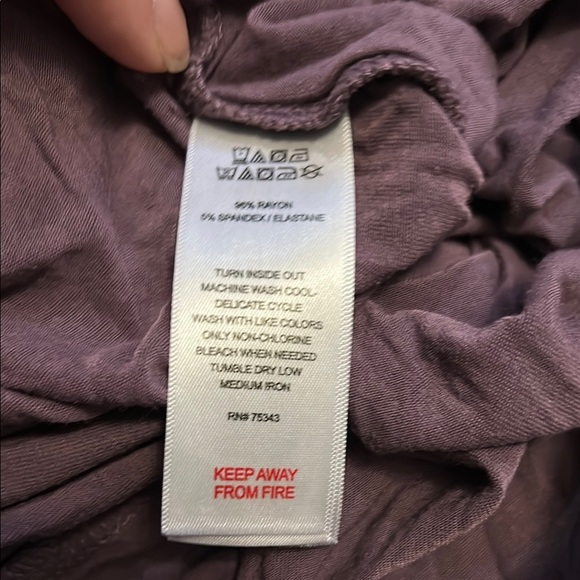 95% RAYON
5% SPANDEX / ELASTANE
TURN INSIDE OUT
MACHINE WASH COOL-
DELICATE CYCLE
WASH WITH LIKE COLORS
ONLY NON-CHLORINE
BLEACH WHEN NEEDED
TUMBLE DRY LOW
MEDIUM IRON
RN# 75343
KEEP AWAY
FROM FIRE